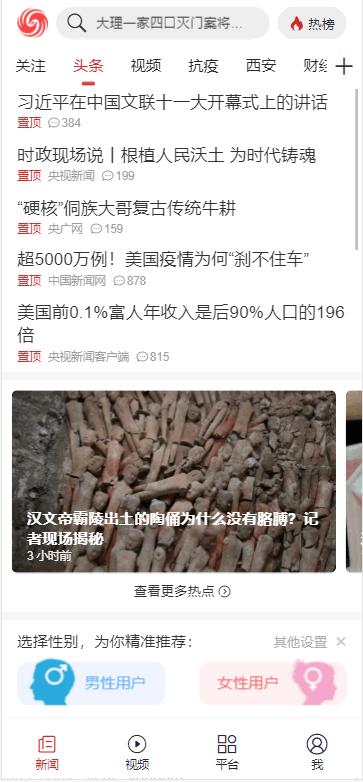 大理一家四口灭门案将...
热榜
关注 头条 视频 抗疫 西安 财经
习近平在中国文联十一大开幕式上的讲话
置顶 384
时政现场说丨根植人民沃土 为时代铸魂
置顶 央视新闻 199
“硬核”侗族大哥复古传统牛耕
置顶 央广网 159
超5000万例！美国疫情为何“刹不住车”
置顶 中国新闻网 878
美国前0.1%富人年收入是后90%人口的196
倍
置顶 央视新闻客户端 815
汉文帝霸陵出土的陶俑为什么没有胳膊？记
者现场揭秘
3 小时前
查看更多热点
选择性别，为你精准推荐：
其他设置 ×
男性用户
女性用户
新闻 视频 平台 我